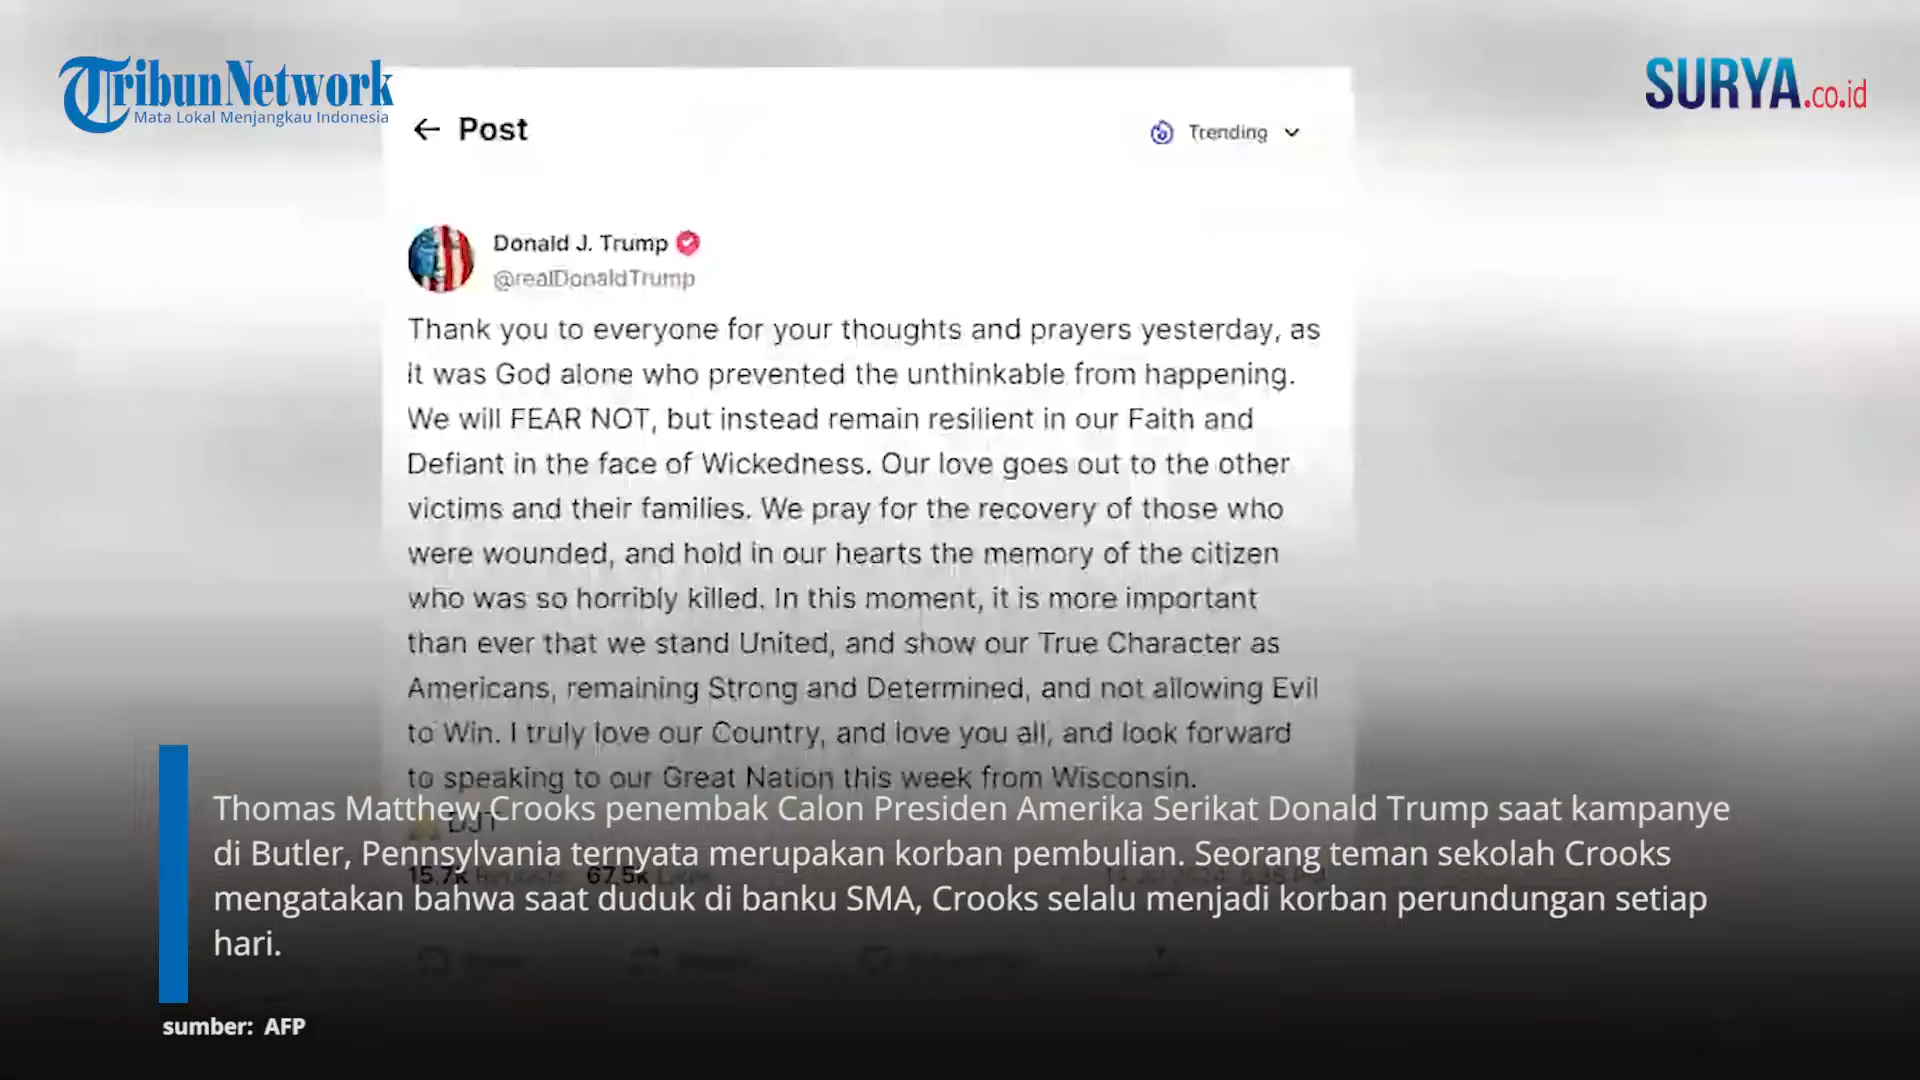 TribunNetwork
Mata Lokal Menjangkau Indonesia
SURYA.co.id
Post
Trending
Donald J. Trump
@realDonaldTrump
Thank you to everyone for your thoughts and prayers yesterday, as
it was God alone who prevented the unthinkable from happening.
We will FEAR NOT, but instead remain resilient in our Faith and
Defiant in the face of Wickedness. Our love goes out to the other
victims and their families. We pray for the recovery of those who
were wounded, and hold in our hearts the memory of the citizen
who was so horribly killed. In this moment, it is more important
than ever that we stand United, and show our True Character as
Americans, remaining Strong and Determined, and not allowing Evil
to Win. I truly love our Country, and love you all, and look forward
to speaking to our Great Nation this week from Wisconsin.
DJT
15.7k 67.5k Likes
Thomas Matthew Crooks penembak Calon Presiden Amerika Serikat Donald Trump saat kampanye
di Butler, Pennsylvania ternyata merupakan korban pembulian. Seorang teman sekolah Crooks
mengatakan bahwa saat duduk di banku SMA, Crooks selalu menjadi korban perundungan setiap
hari.
sumber: AFP